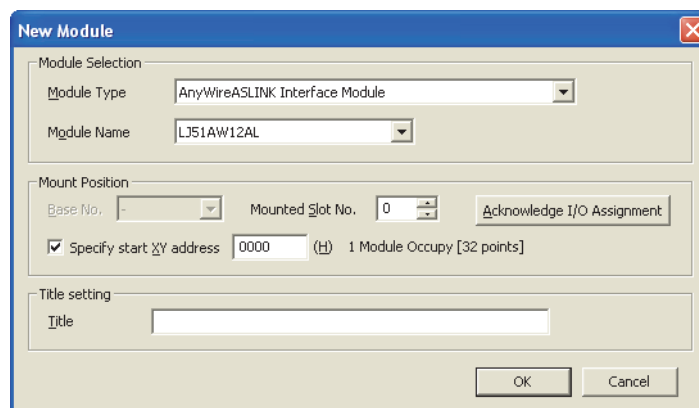 New Module
Module Selection
Module Type AnyWireASLINK Interface Module
Module Name LJ51AW12AL
Mount Position
Base No. - Mounted Slot No. 0 Acknowledge I/O Assignment
Specify start XY address 0000 (H) 1 Module Occupy [32 points]
Title setting
Title
OK Cancel